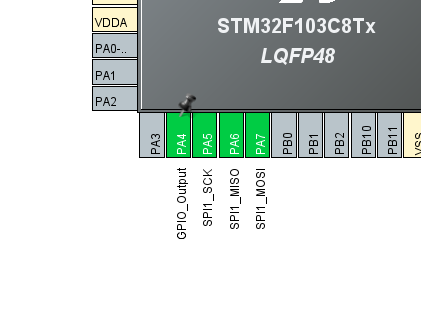 VDDA
PA0-..
PA1
PA2
STM32F103C8Tx
LQFP48
PA3
PA4
PA5
PA6
PA7
PB0
PB1
PB2
PB10
PB11
VSS
GPIO_Output
SPI1_SCK
SPI1_MISO
SPI1_MOSI